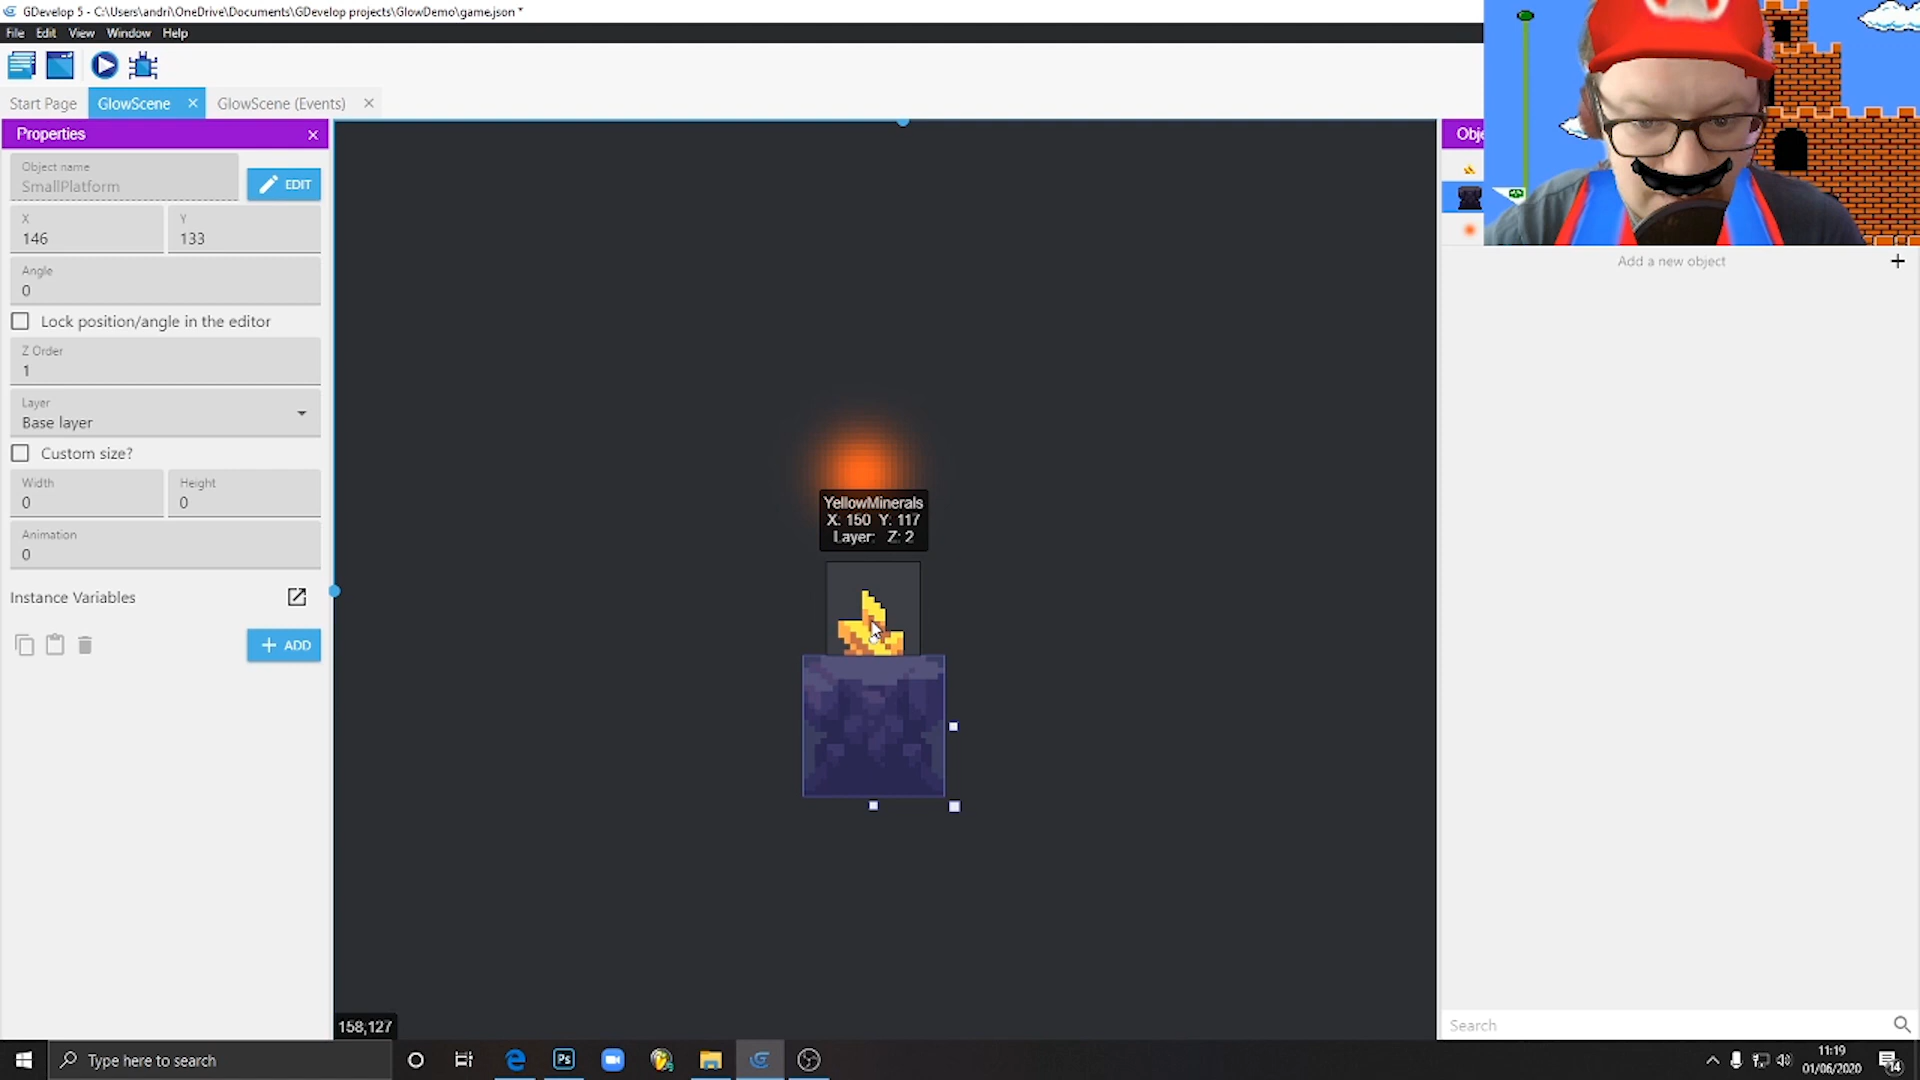 GDevelop 5 - C:\Users\andri\OneDrive\Documents\GDevelop projects\GlowDemo\game.json *
File Edit View Window Help
Start Page GlowScene × GlowScene (Events) ×
Properties ×
Object name
SmallPlatform
EDIT
X
146
Y
133
Angle
0
Lock position/angle in the editor
Z Order
1
Layer
Base layer
Custom size?
Width
0
Height
0
Animation
0
Instance Variables
+ ADD
YellowMinerals
X: 150 Y: 117
Layer: Z: 2
158;127
Obje
Add a new object +
Search
Type here to search
Ps
11:19
01/06/2020
14